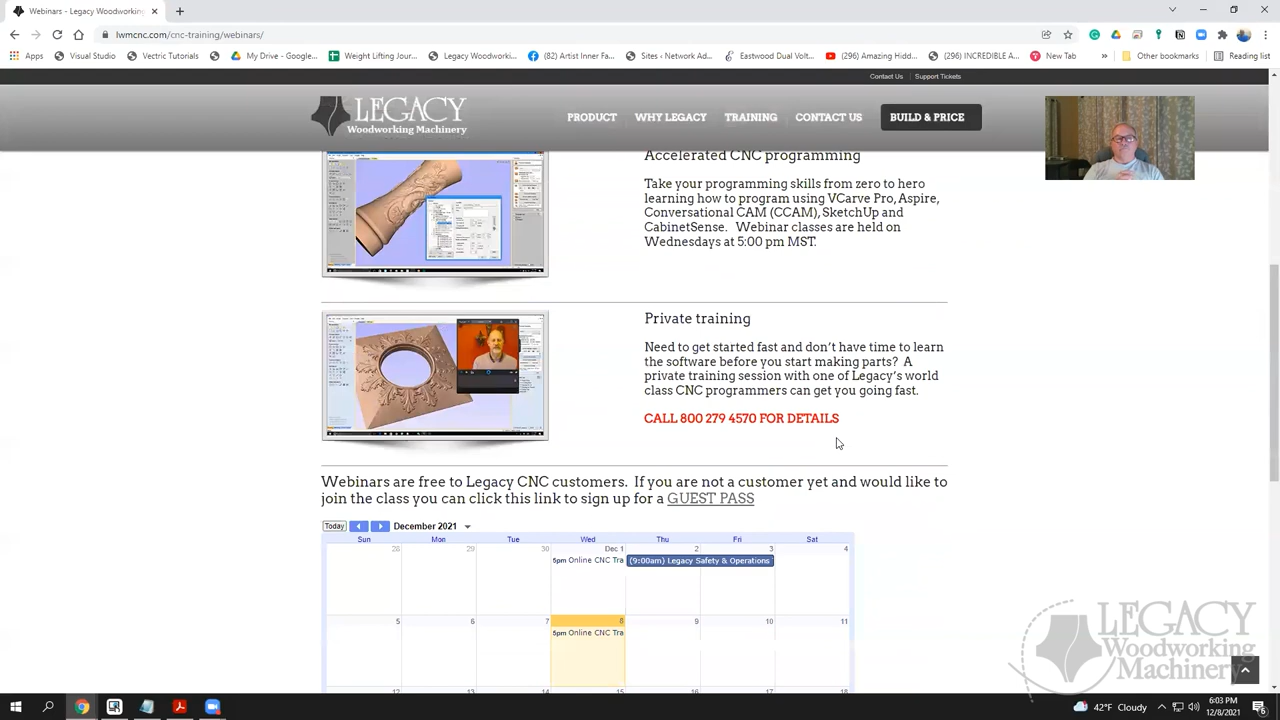 Webinars - Legacy Woodworking
lwmcnc.com/cnc-training/webinars/
Apps
Visual Studio
Vectric Tutorials
My Drive - Google...
Weight Lifting Jour...
Legacy Woodworki...
(82) Artist Inner Fa...
Sites ‹ Network Ad...
Eastwood Dual Volt...
(296) Amazing Hidd...
(296) INCREDIBLE A...
New Tab
»
Other bookmarks
Reading list
Contact Us
Support Tickets
LEGACY
Woodworking Machinery
PRODUCT
WHY LEGACY
TRAINING
CONTACT US
BUILD & PRICE
Accelerated CNC programming
Take your programming skills from zero to hero
learning how to program using VCarve Pro, Aspire,
Conversational CAM (CCAM), SketchUp and
CabinetSense. Webinar classes are held on
Wednesdays at 5:00 pm MST.
Private training
Need to get started fast and don't have time to learn
the software before you start making parts? A
private training session with one of Legacy's world
class CNC programmers can get you going fast.
CALL 800 279 4570 FOR DETAILS
Webinars are free to Legacy CNC customers. If you are not a customer yet and would like to
join the class you can click this link to sign up for a GUEST PASS
Today
December 2021
Sun Mon Tue Wed Thu Fri Sat
28 29 30 Dec 1 2 3 4
5pm Online CNC Tra
(9:00am) Legacy Safety & Operations
5 6 7 8 9 10 11
5pm Online CNC Tra
12 13 14 15 16 17 18
LEGACY
Woodworking
Machinery
42°F Cloudy
6:03 PM
12/8/2021
6